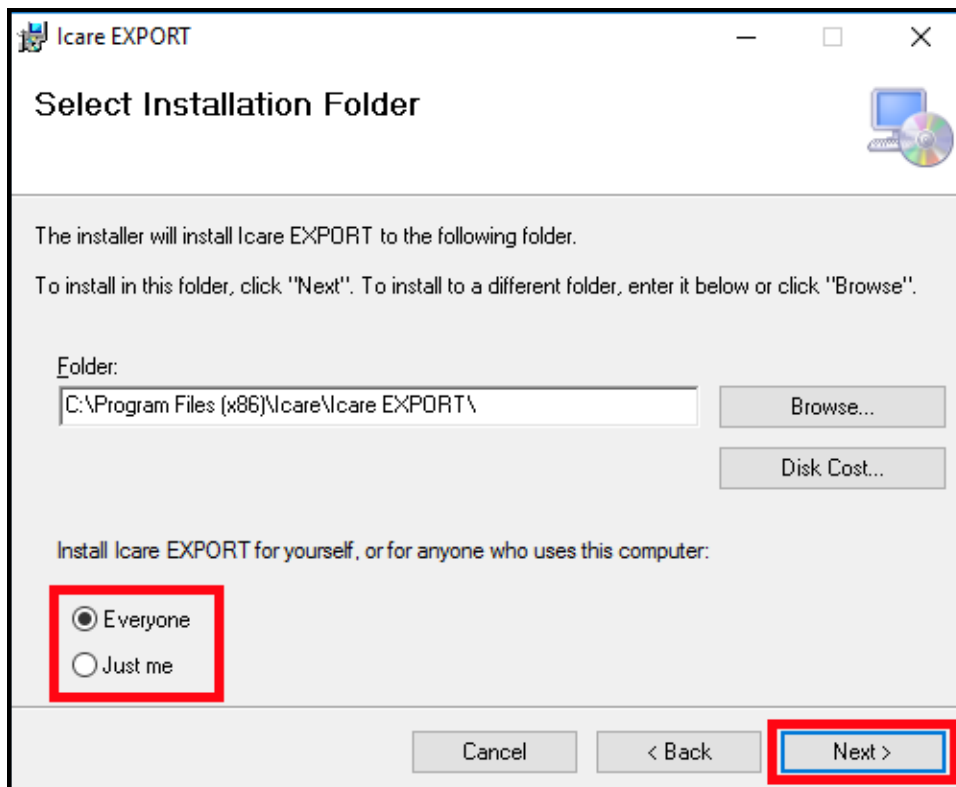 Icare EXPORT
Select Installation Folder
The installer will install Icare EXPORT to the following folder.
To install in this folder, click "Next". To install to a different folder, enter it below or click "Browse".
Folder:
C:\Program Files (x86)\Icare\Icare EXPORT\
Browse...
Disk Cost...
Install Icare EXPORT for yourself, or for anyone who uses this computer:
Everyone
Just me
Cancel
< Back
Next >